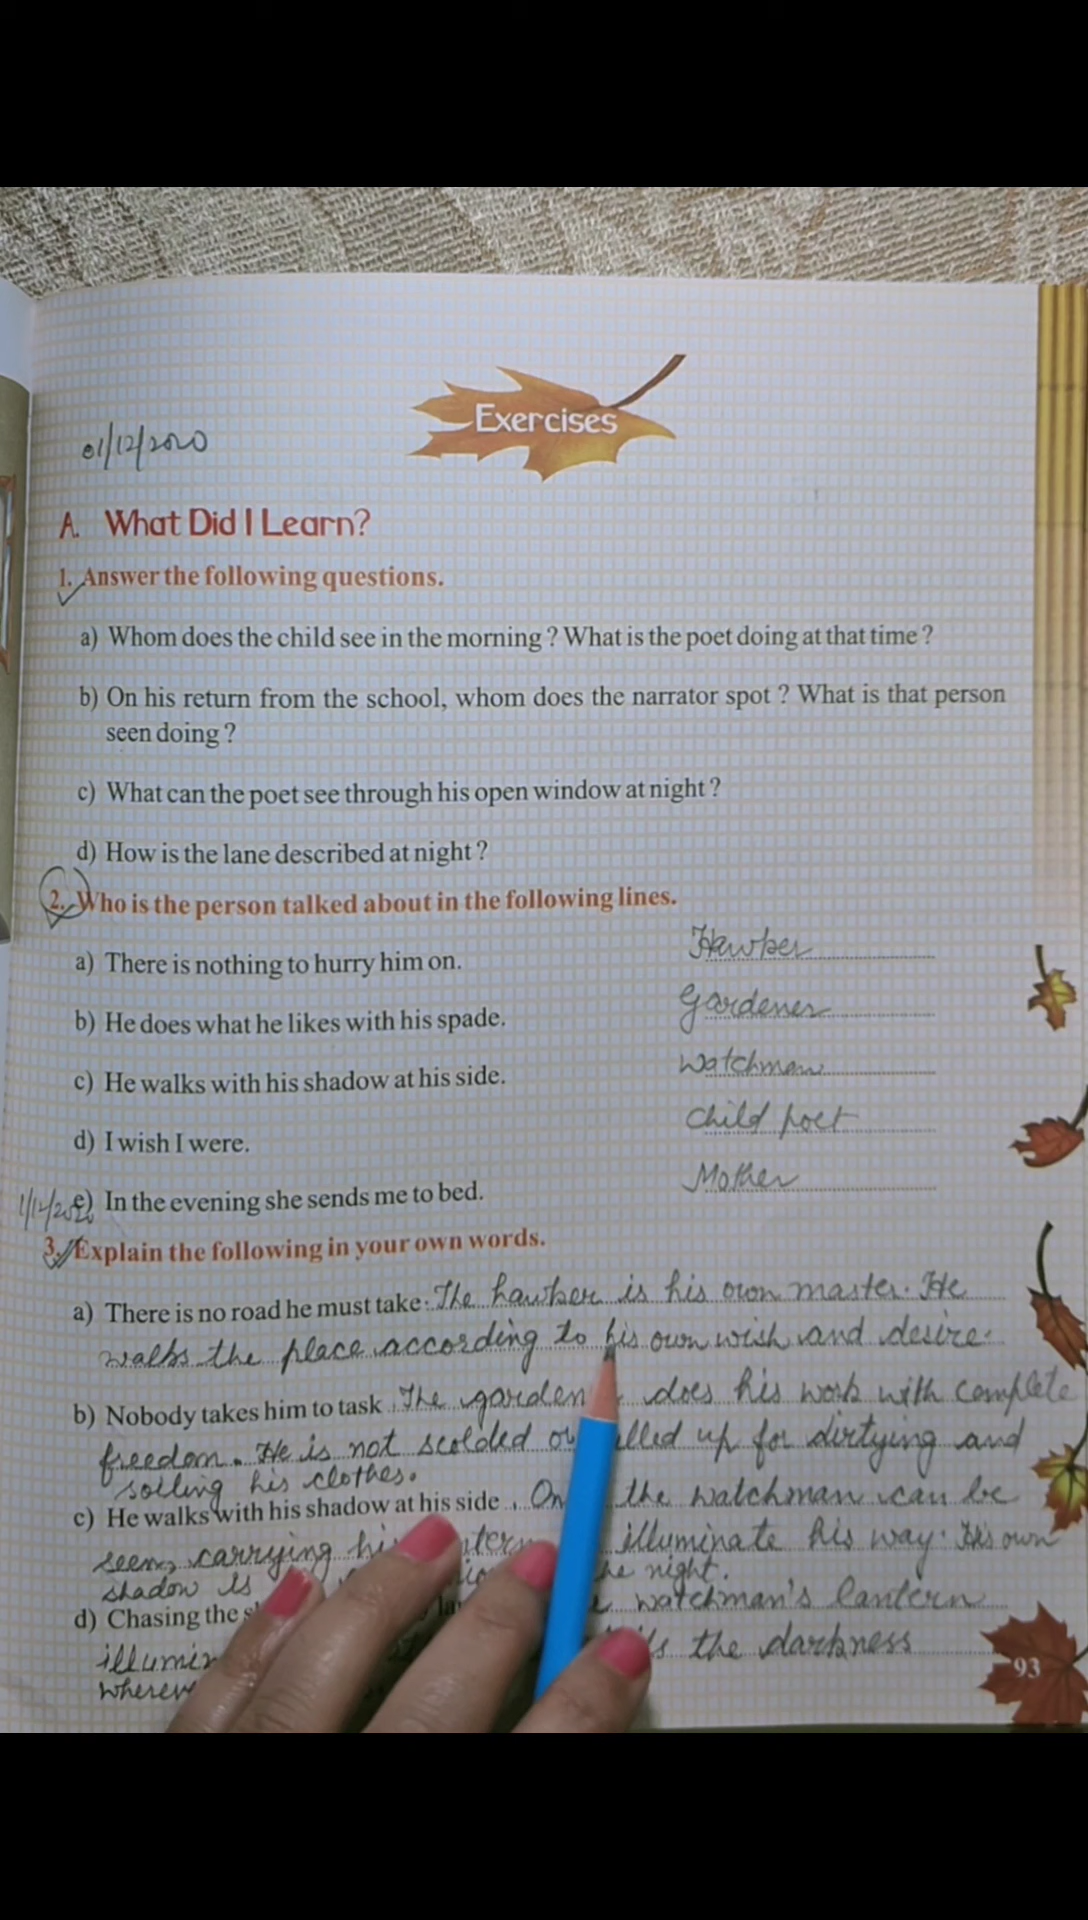 Exercises
01/12/2020
A. What Did I Learn?
1. Answer the following questions.
a) Whom does the child see in the morning ? What is the poet doing at that time ?
b) On his return from the school, whom does the narrator spot ? What is that person
seen doing ?
c) What can the poet see through his open window at night ?
d) How is the lane described at night ?
2. Who is the person talked about in the following lines.
a) There is nothing to hurry him on. Hawker
b) He does what he likes with his spade. Gardener
c) He walks with his shadow at his side. Watchman
d) I wish I were. Child poet
e) In the evening she sends me to bed. Mother
1/12/2020
3. Explain the following in your own words.
a) There is no road he must take: The hawker is his own master. He
walks the place according to his own wish and desire.
b) Nobody takes him to task. The does his work with complete
freedom. He is not scolded up for dirtying and
soiling his clothes.
c) He walks with his shadow at his side. the watchman can be
seen, carrying illuminate his way. His own
shadow is night.
d) Chasing the watchman's lantern
the darkness
93